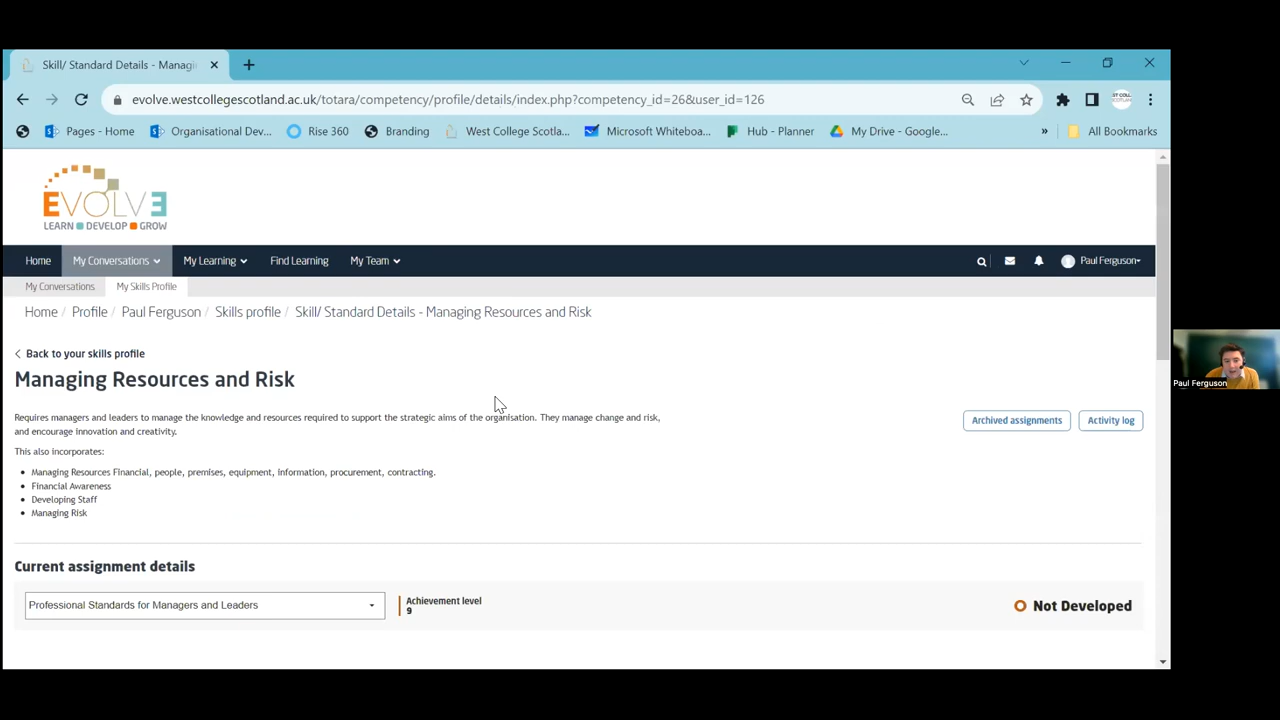 Skill/ Standard Details - Managi
evolve.westcollegescotland.ac.uk/totara/competency/profile/details/index.php?competency_id=26&user_id=126
Pages - Home
Organisational Dev...
Rise 360
Branding
West College Scotla...
Microsoft Whiteboa...
Hub - Planner
My Drive - Google...
»
All Bookmarks
EVOLVE
LEARN DEVELOP GROW
Home
My Conversations
My Learning
Find Learning
My Team
Paul Ferguson
My Conversations
My Skills Profile
Home / Profile / Paul Ferguson / Skills profile / Skill/ Standard Details - Managing Resources and Risk
Back to your skills profile
Managing Resources and Risk
Requires managers and leaders to manage the knowledge and resources required to support the strategic aims of the organisation. They manage change and risk,
and encourage innovation and creativity.
Archived assignments
Activity log
This also incorporates:
Managing Resources Financial, people, premises, equipment, information, procurement, contracting.
Financial Awareness
Developing Staff
Managing Risk
Current assignment details
Professional Standards for Managers and Leaders
Achievement level
9
Not Developed
Paul Ferguson